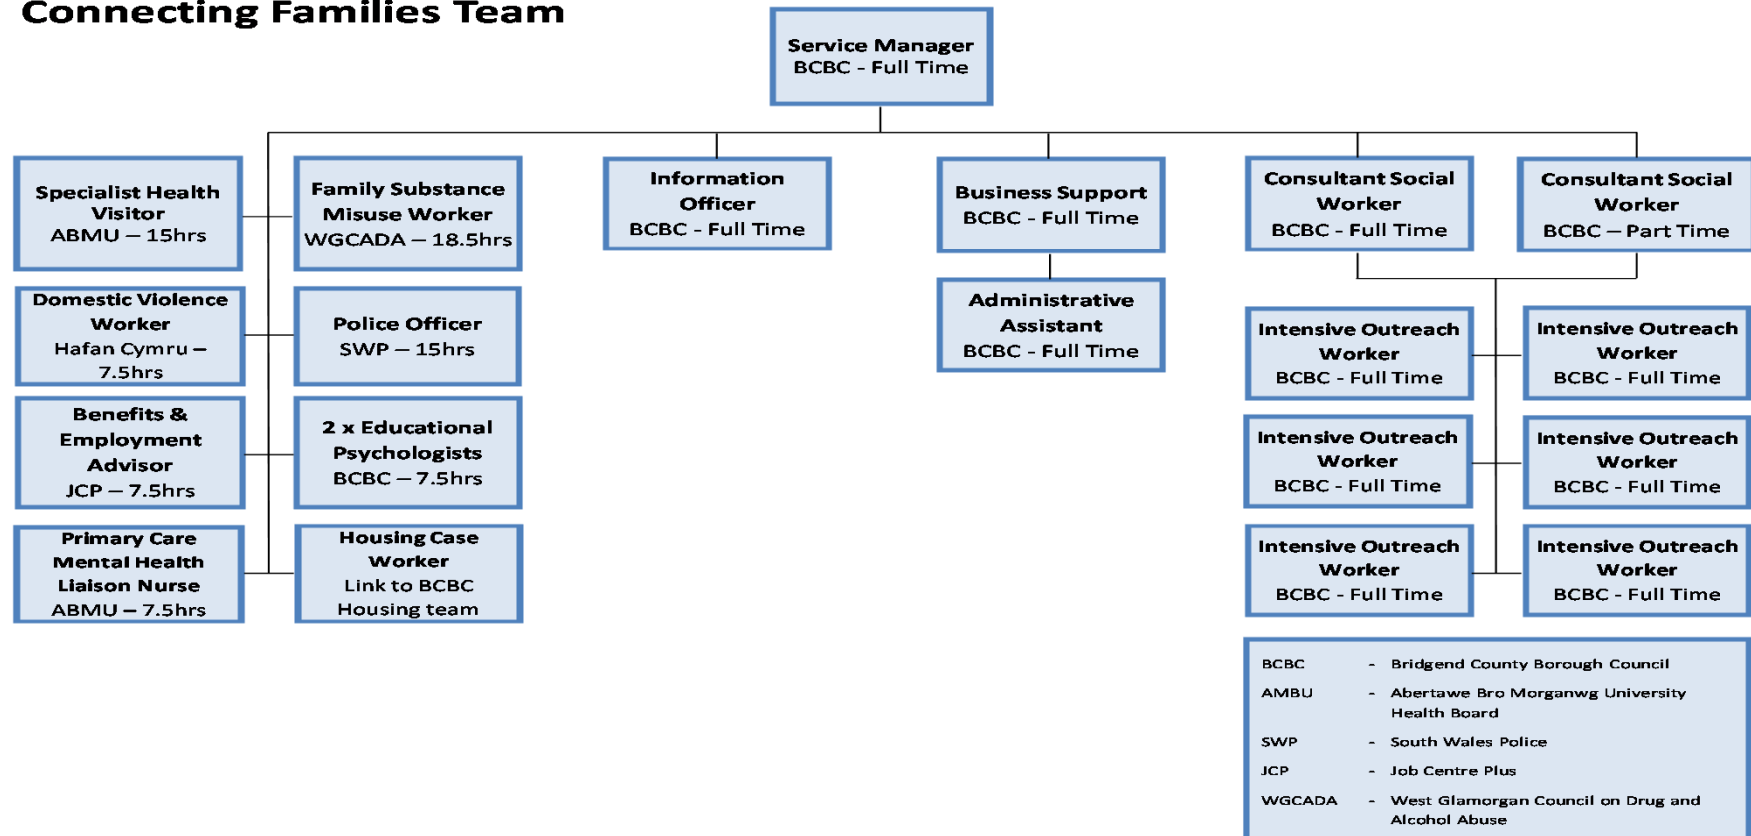 Connecting Families Team
Service Manager
BCBC - Full Time
Specialist Health
Visitor
ABMU – 15hrs
Family Substance
Misuse Worker
WGCADA – 18.5hrs
Information
Officer
BCBC - Full Time
Business Support
BCBC - Full Time
Consultant Social
Worker
BCBC - Full Time
Consultant Social
Worker
BCBC – Part Time
Domestic Violence
Worker
Hafan Cymru –
7.5hrs
Police Officer
SWP – 15hrs
Administrative
Assistant
BCBC - Full Time
Intensive Outreach
Worker
BCBC - Full Time
Intensive Outreach
Worker
BCBC - Full Time
Benefits &
Employment
Advisor
JCP – 7.5hrs
2 x Educational
Psychologists
BCBC – 7.5hrs
Intensive Outreach
Worker
BCBC - Full Time
Intensive Outreach
Worker
BCBC - Full Time
Primary Care
Mental Health
Liaison Nurse
ABMU – 7.5hrs
Housing Case
Worker
Link to BCBC
Housing team
Intensive Outreach
Worker
BCBC - Full Time
Intensive Outreach
Worker
BCBC - Full Time
BCBC - Bridgend County Borough Council
AMBU - Abertawe Bro Morganwg University
Health Board
SWP - South Wales Police
JCP - Job Centre Plus
WGCADA - West Glamorgan Council on Drug and
Alcohol Abuse